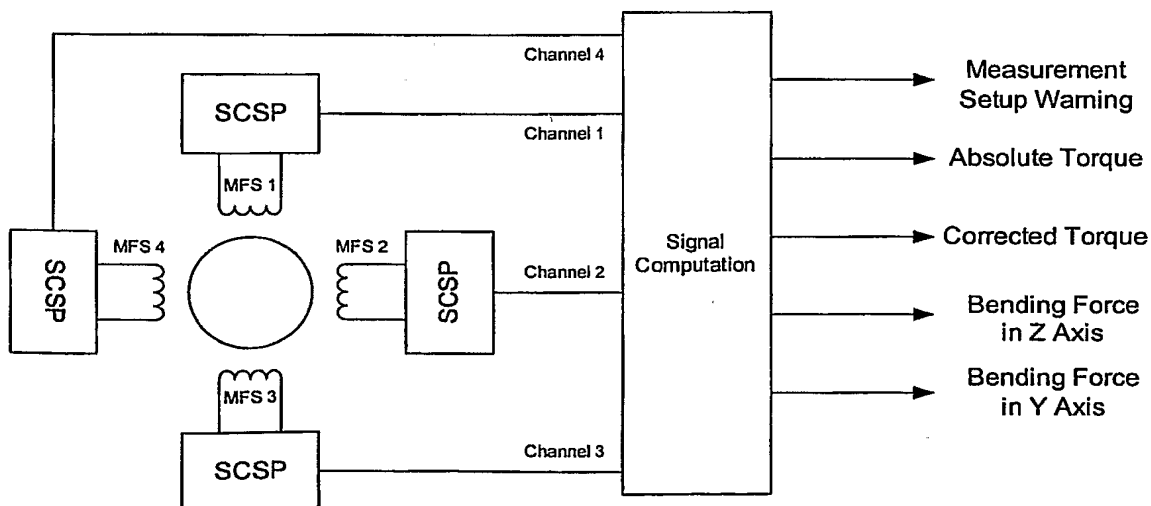 Channel 4
SCSP
Channel 1
MFS 1
Measurement
Setup Warning
Absolute Torque
MFS 4
MFS 2
SCSP
SCSP
Channel 2
Signal
Computation
Corrected Torque
Bending Force
in Z Axis
MFS 3
Bending Force
in Y Axis
SCSP
Channel 3